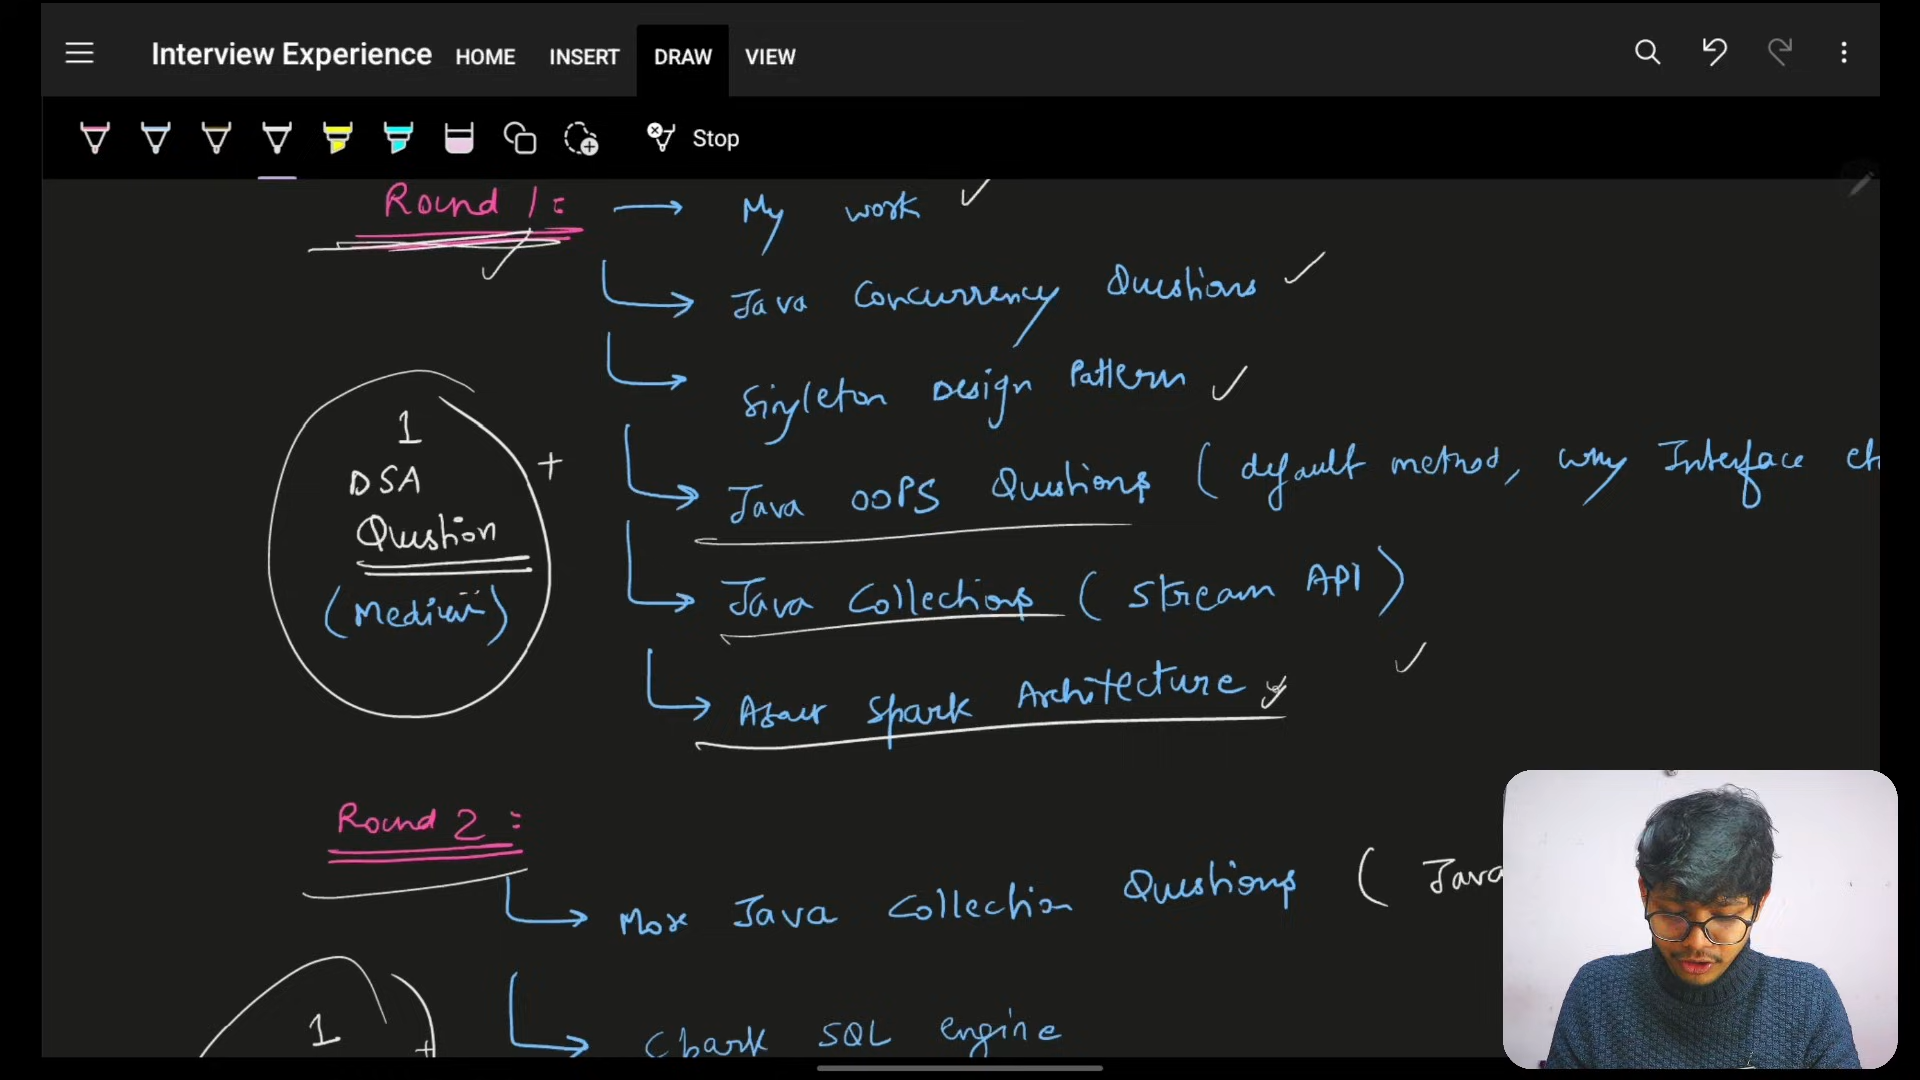 Interview Experience HOME INSERT DRAW VIEW
Stop
Round 1:
My work
Java Concurrency Questions
Singleton Design Pattern
Java OOPS Questions ( default method, why Interface
Java Collections ( Stream API )
About Spark Architecture
1
DSA
Question
(Medium)
+
Round 2 :
More Java Collection Questions ( Java
Spark SQL engine
1
+